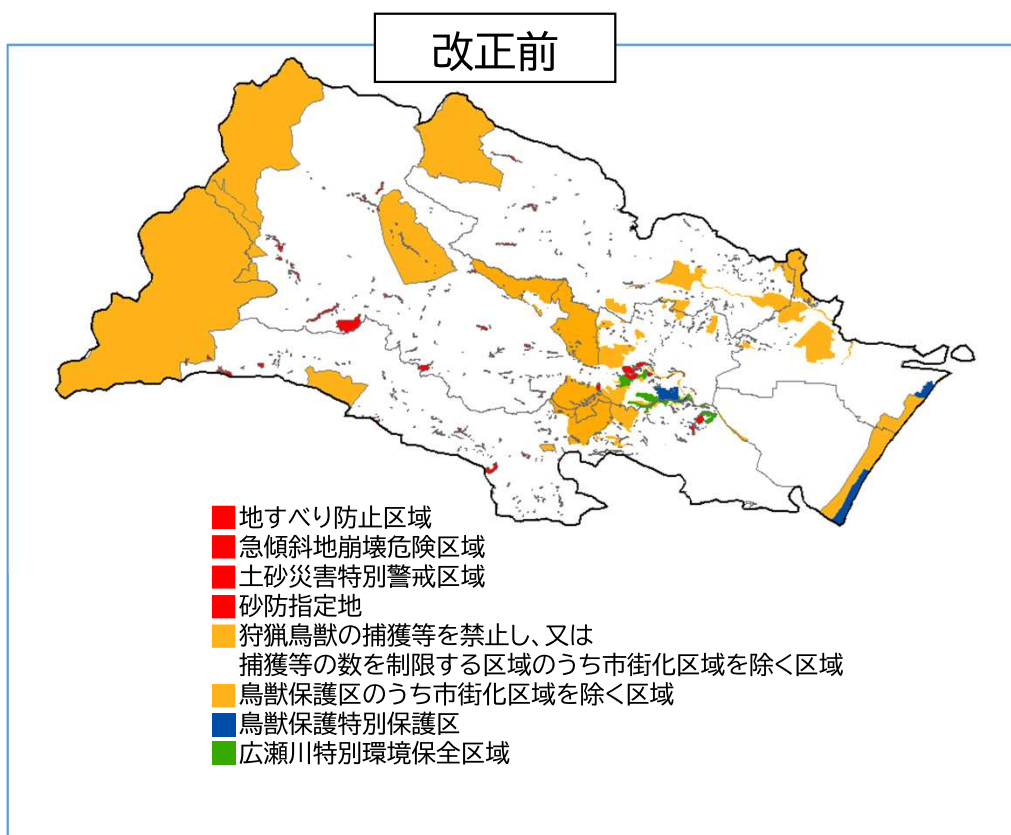 改正前
地すべり防止区域
急傾斜地崩壊危険区域
土砂災害特別警戒区域
砂防指定地
狩猟鳥獣の捕獲等を禁止し、又は
捕獲等の数を制限する区域のうち市街化区域を除く区域
鳥獣保護区のうち市街化区域を除く区域
鳥獣保護特別保護区
広瀬川特別環境保全区域